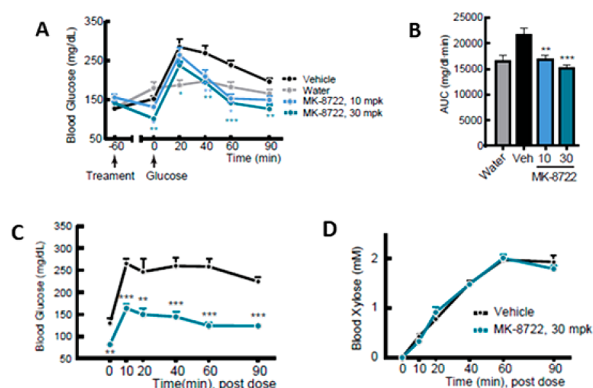 A
Blood Glucose (mg/dL)
350
250
150
50
-60
0
20
40
60
90
Time (min)
Treament
Glucose
Vehicle
Water
MK-8722, 10 mpk
MK-8722, 30 mpk
**
*
*
**
*
***
**
B
AUC (mg/dl·min)
25000
20000
15000
10000
5000
0
**
***
Water
Veh
10
30
MK-8722
C
Blood Glucose (mg/dL)
350
300
250
200
150
100
50
***
**
***
***
***
**
0 10 20 40 60 90
Time(min), post dose
D
Blood Xylose (mM)
2
1
0
Vehicle
MK-8722, 30 mpk
0 10 20 40 60 90
Time(min), post dose